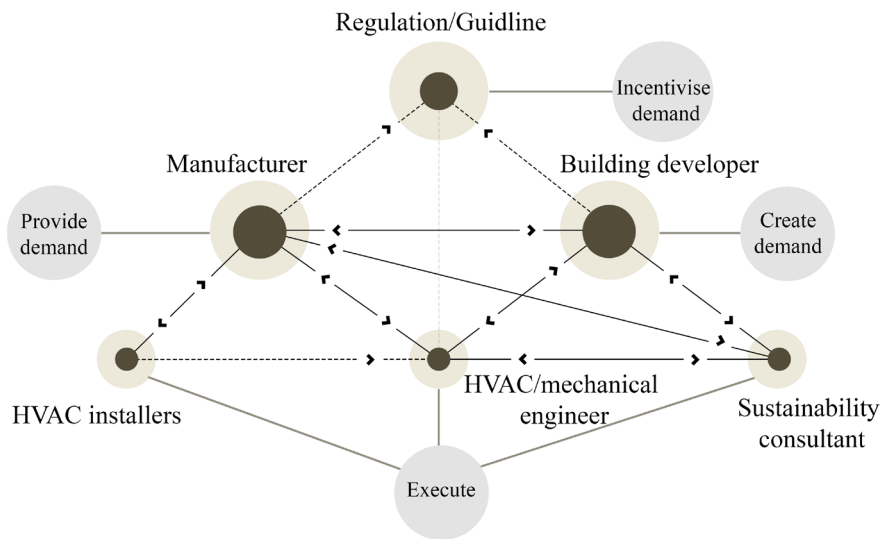 Regulation/Guidline
Incentivise
demand
Manufacturer
Building developer
Provide
demand
Create
demand
HVAC installers
HVAC/mechanical
engineer
Sustainability
consultant
Execute